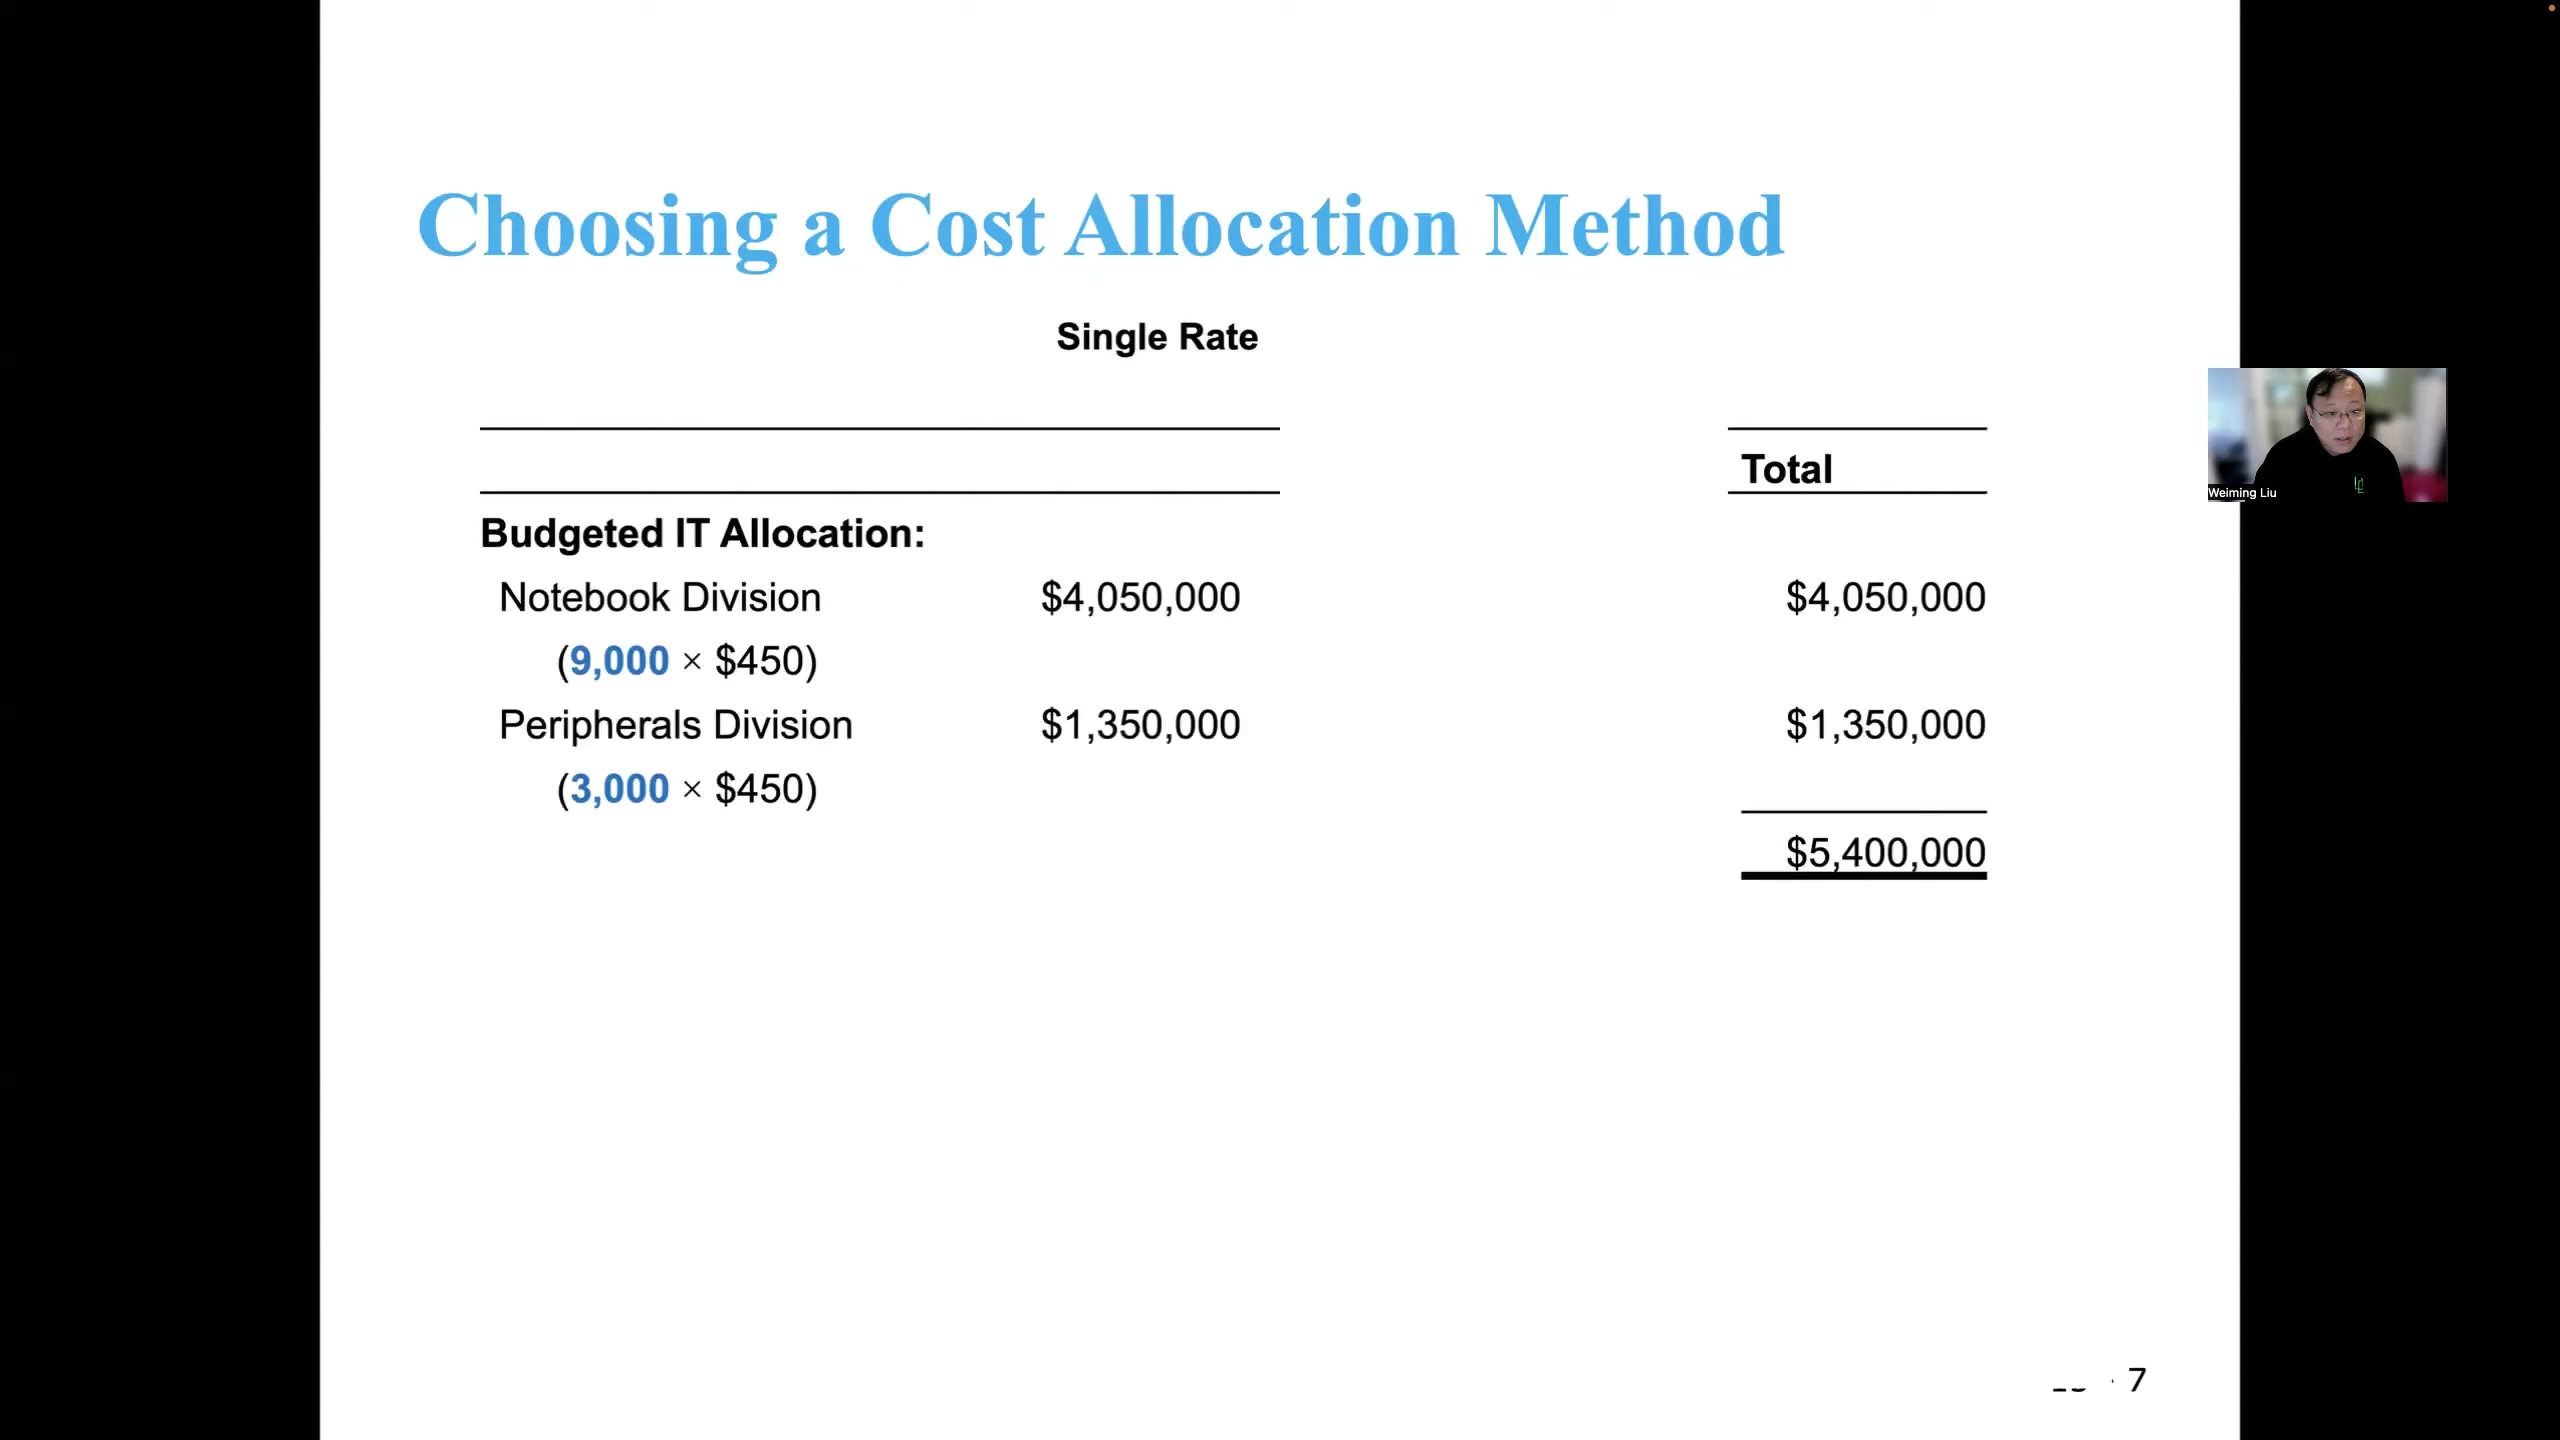 Choosing a Cost Allocation Method
Single Rate
Total
Budgeted IT Allocation:
Notebook Division $4,050,000 $4,050,000
(9,000 × $450)
Peripherals Division $1,350,000 $1,350,000
(3,000 × $450)
$5,400,000
Weiming Liu
7